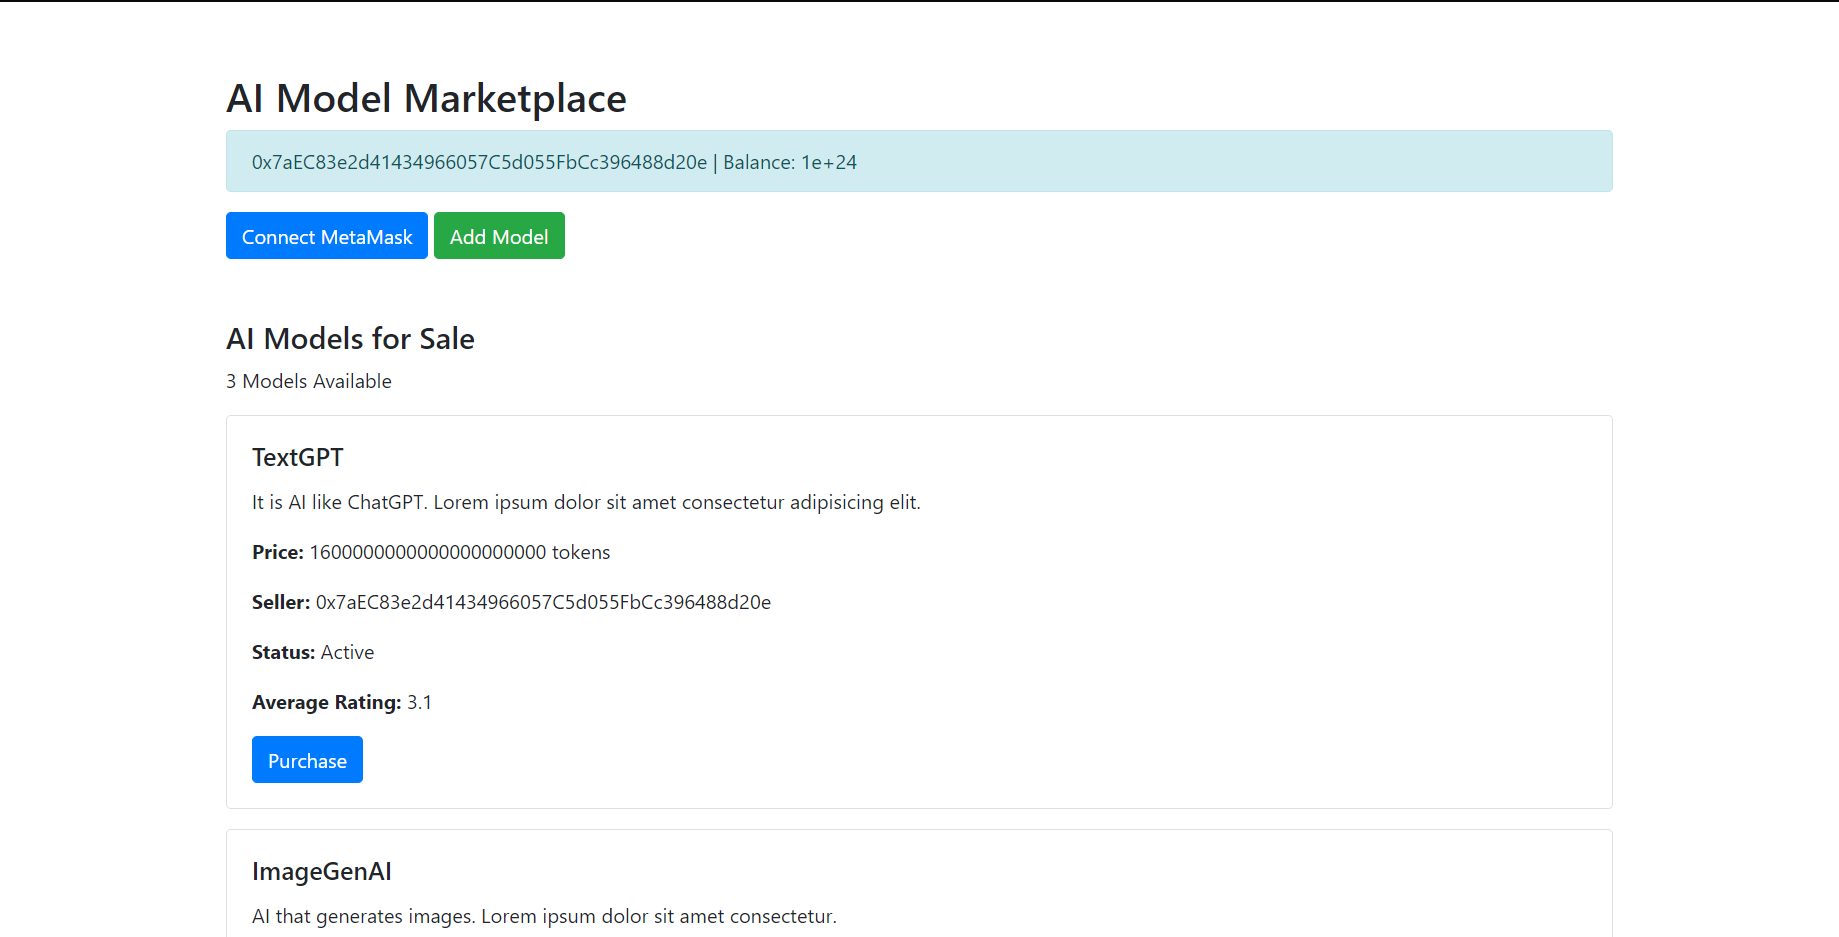 AI Model Marketplace
0x7aEC83e2d41434966057C5d055FbCc396488d20e | Balance: 1e+24
Connect MetaMask Add Model
AI Models for Sale
3 Models Available
TextGPT
It is AI like ChatGPT. Lorem ipsum dolor sit amet consectetur adipisicing elit.
Price: 1600000000000000000000 tokens
Seller: 0x7aEC83e2d41434966057C5d055FbCc396488d20e
Status: Active
Average Rating: 3.1
Purchase
ImageGenAI
AI that generates images. Lorem ipsum dolor sit amet consectetur.